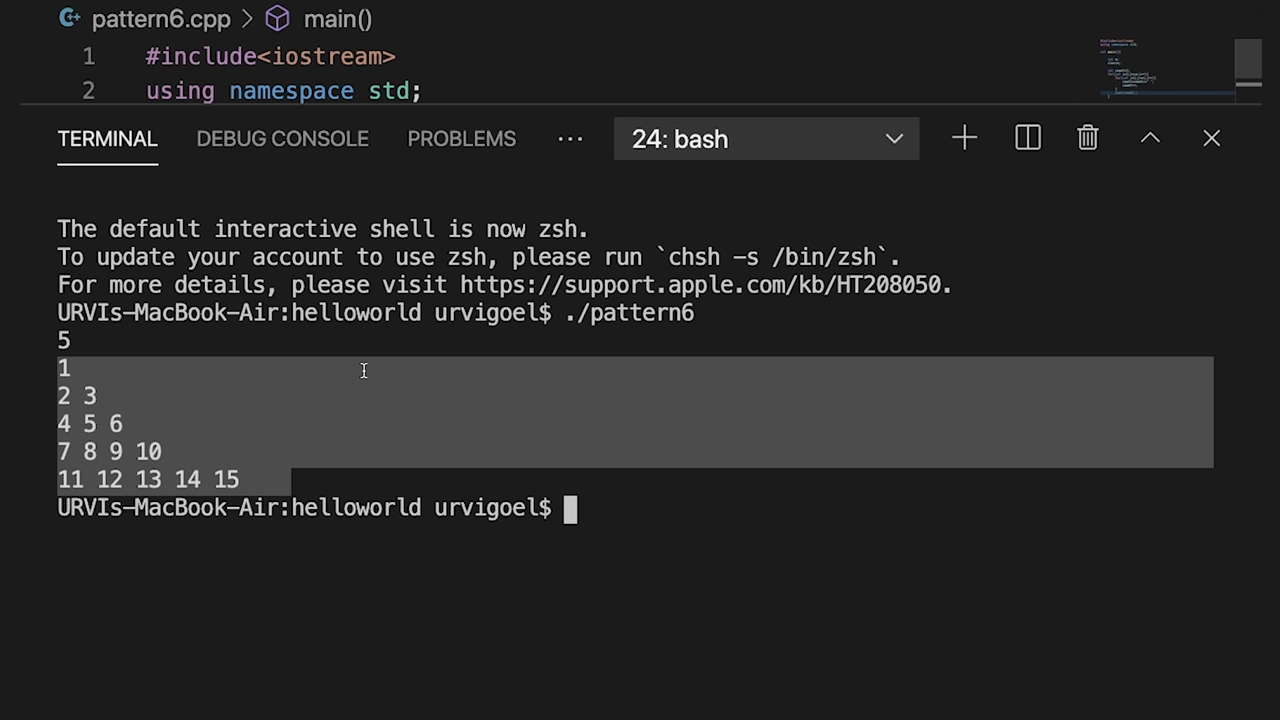 pattern6.cpp > main()
1 #include<iostream>
2 using namespace std;
TERMINAL DEBUG CONSOLE PROBLEMS ··· 24: bash
The default interactive shell is now zsh.
To update your account to use zsh, please run `chsh -s /bin/zsh`.
For more details, please visit https://support.apple.com/kb/HT208050.
URVIs-MacBook-Air:helloworld urvigoel$ ./pattern6
5
1
2 3
4 5 6
7 8 9 10
11 12 13 14 15
URVIs-MacBook-Air:helloworld urvigoel$